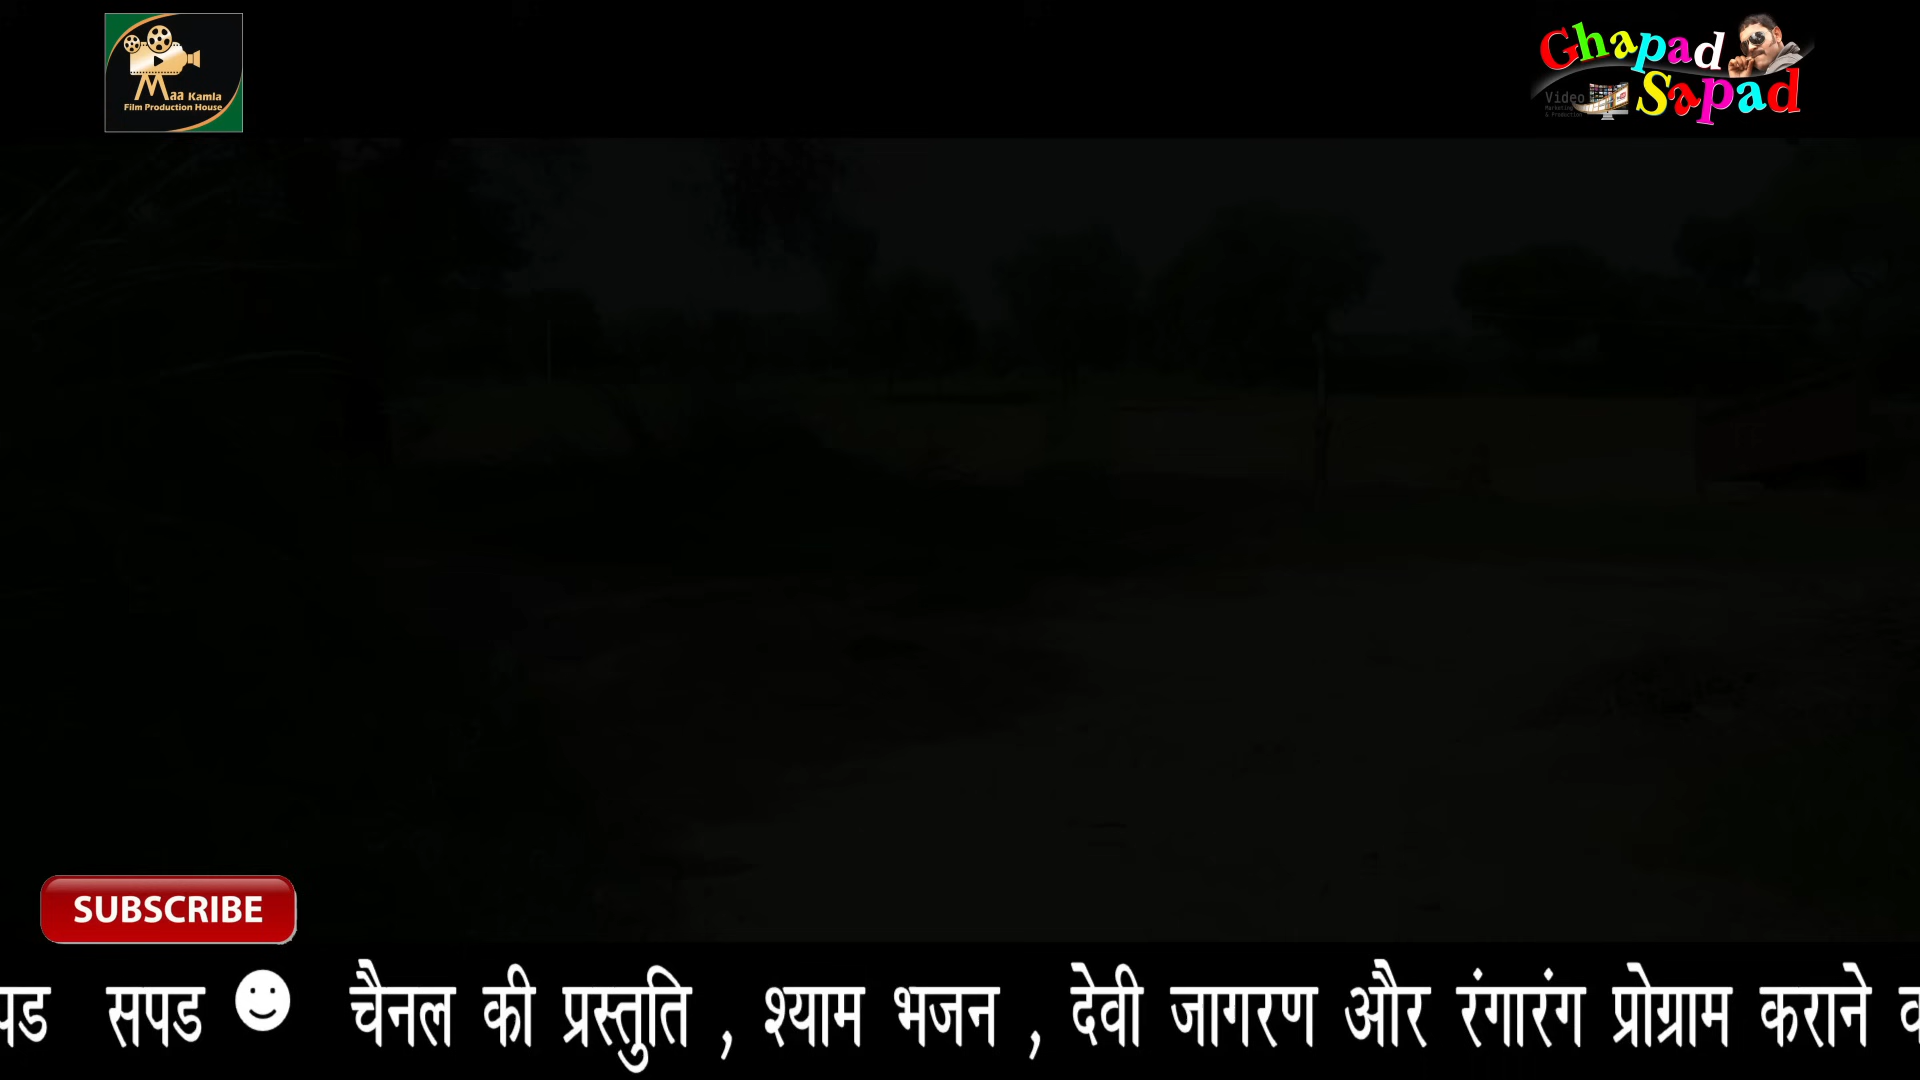 Maa Kamla
Film Production House
Ghapad
Sapad
Video
SUBSCRIBE
सपड ☻ चैनल की प्रस्तुति , श्याम भजन , देवी जागरण और रंगारंग प्रोग्राम कराने